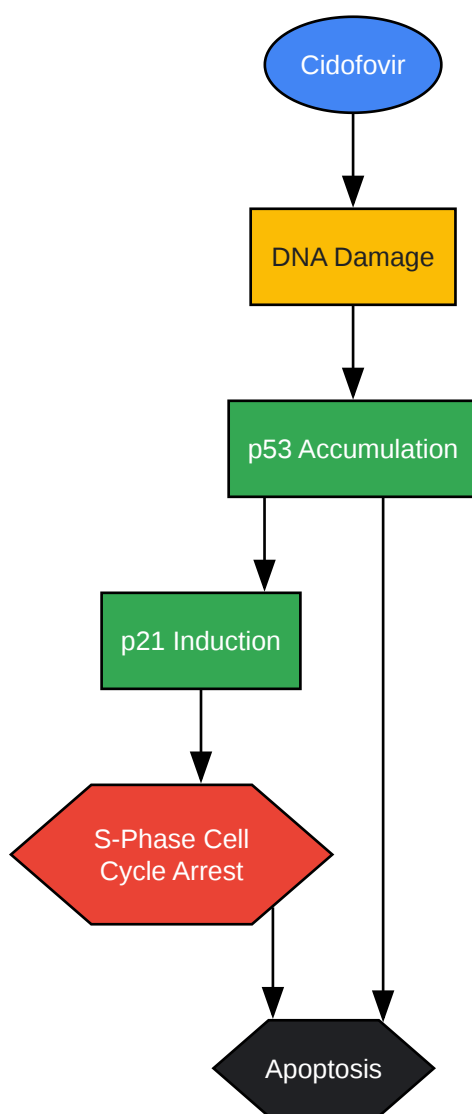 Cidofovir
DNA Damage
p53 Accumulation
p21 Induction
S-Phase Cell
Cycle Arrest
Apoptosis